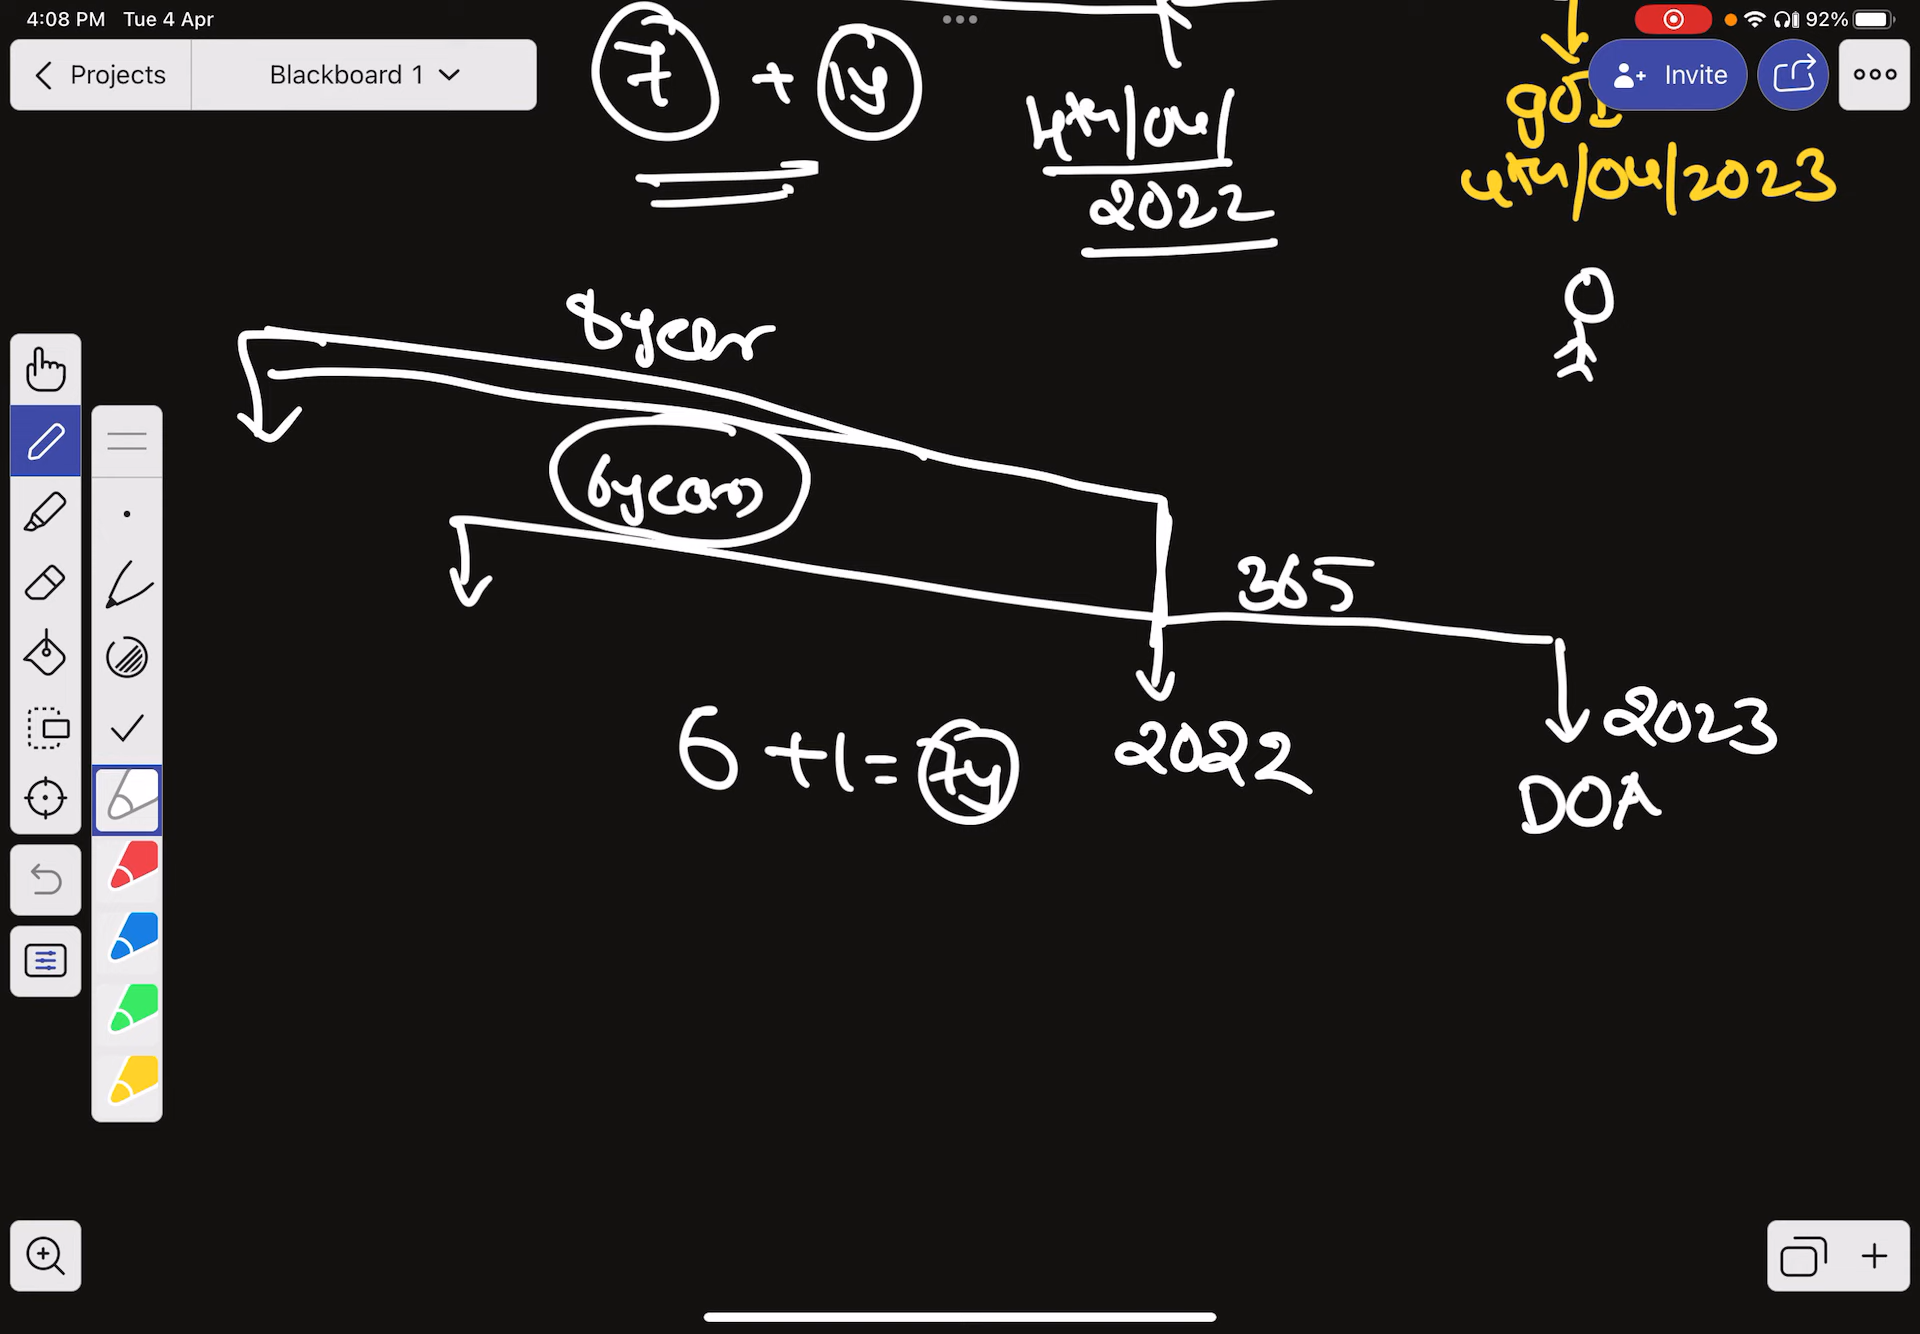 4:08 PM Tue 4 Apr
92%
Projects
Blackboard 1
Invite
7 + 1y
4th/04/
2022
4th/04/2023
8year
6years
365
6 +1= 7y
2022
2023
DOA